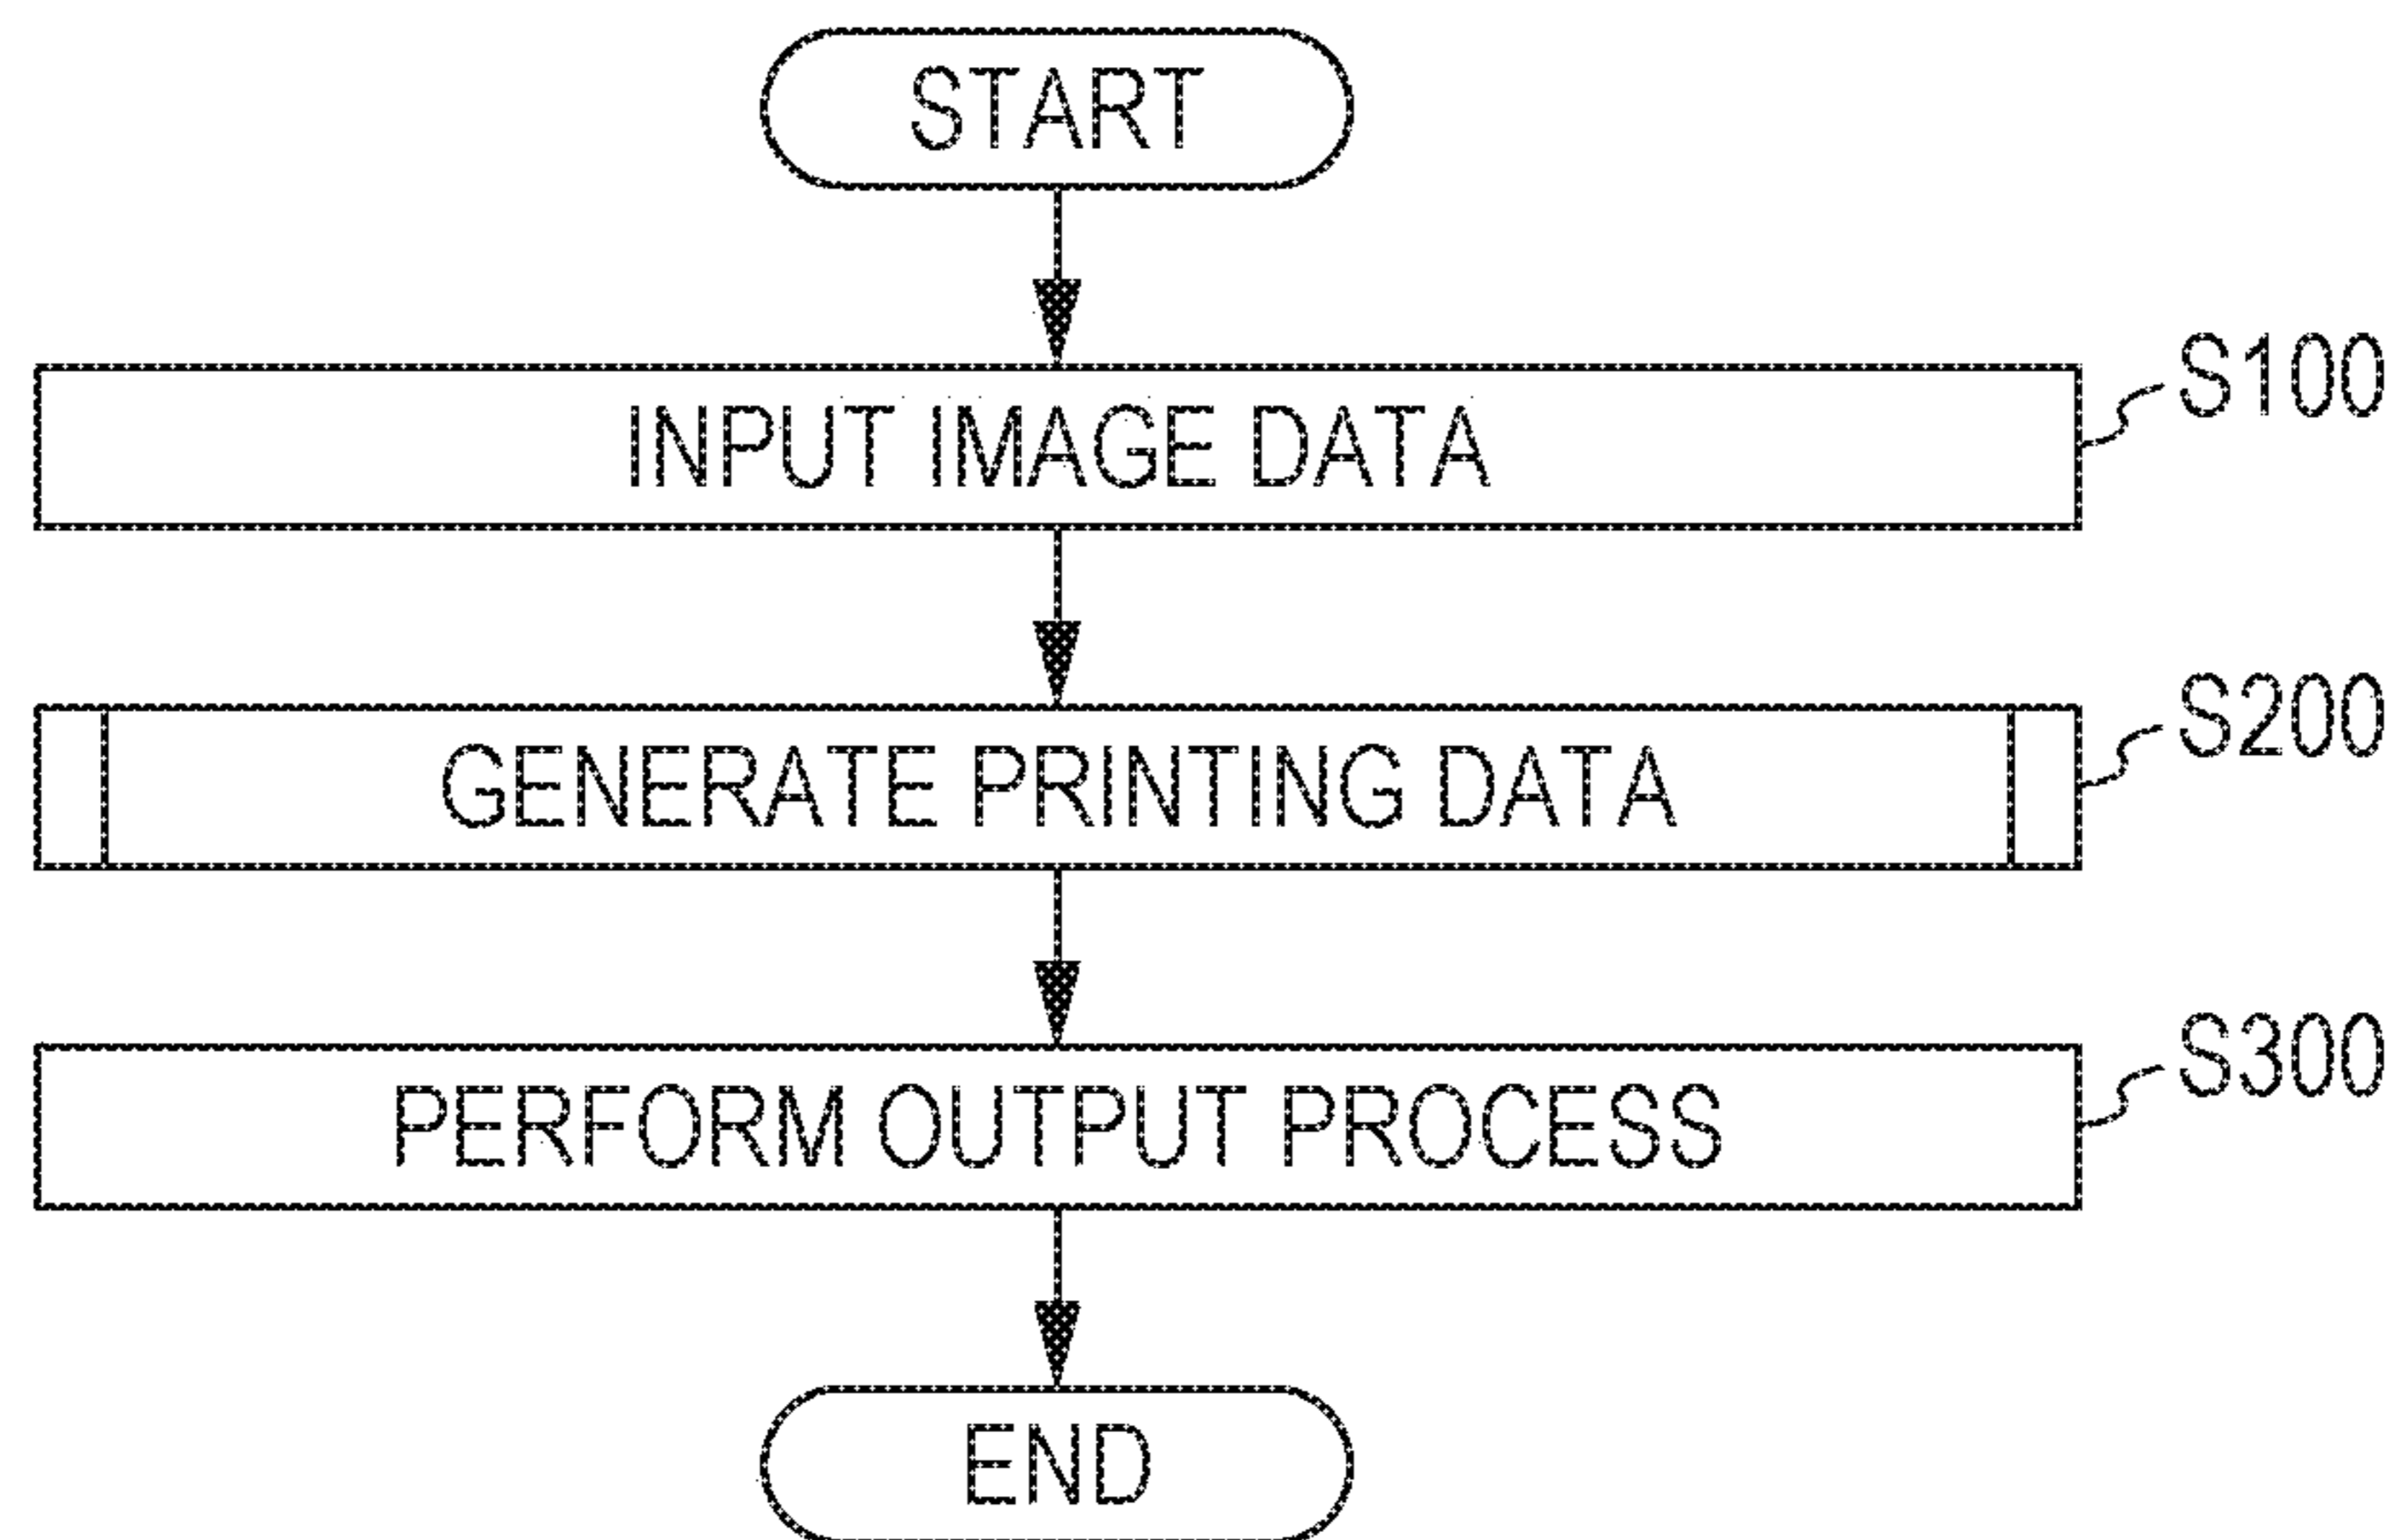 START
INPUT IMAGE DATA
S100
GENERATE PRINTING DATA
S200
PERFORM OUTPUT PROCESS
S300
END